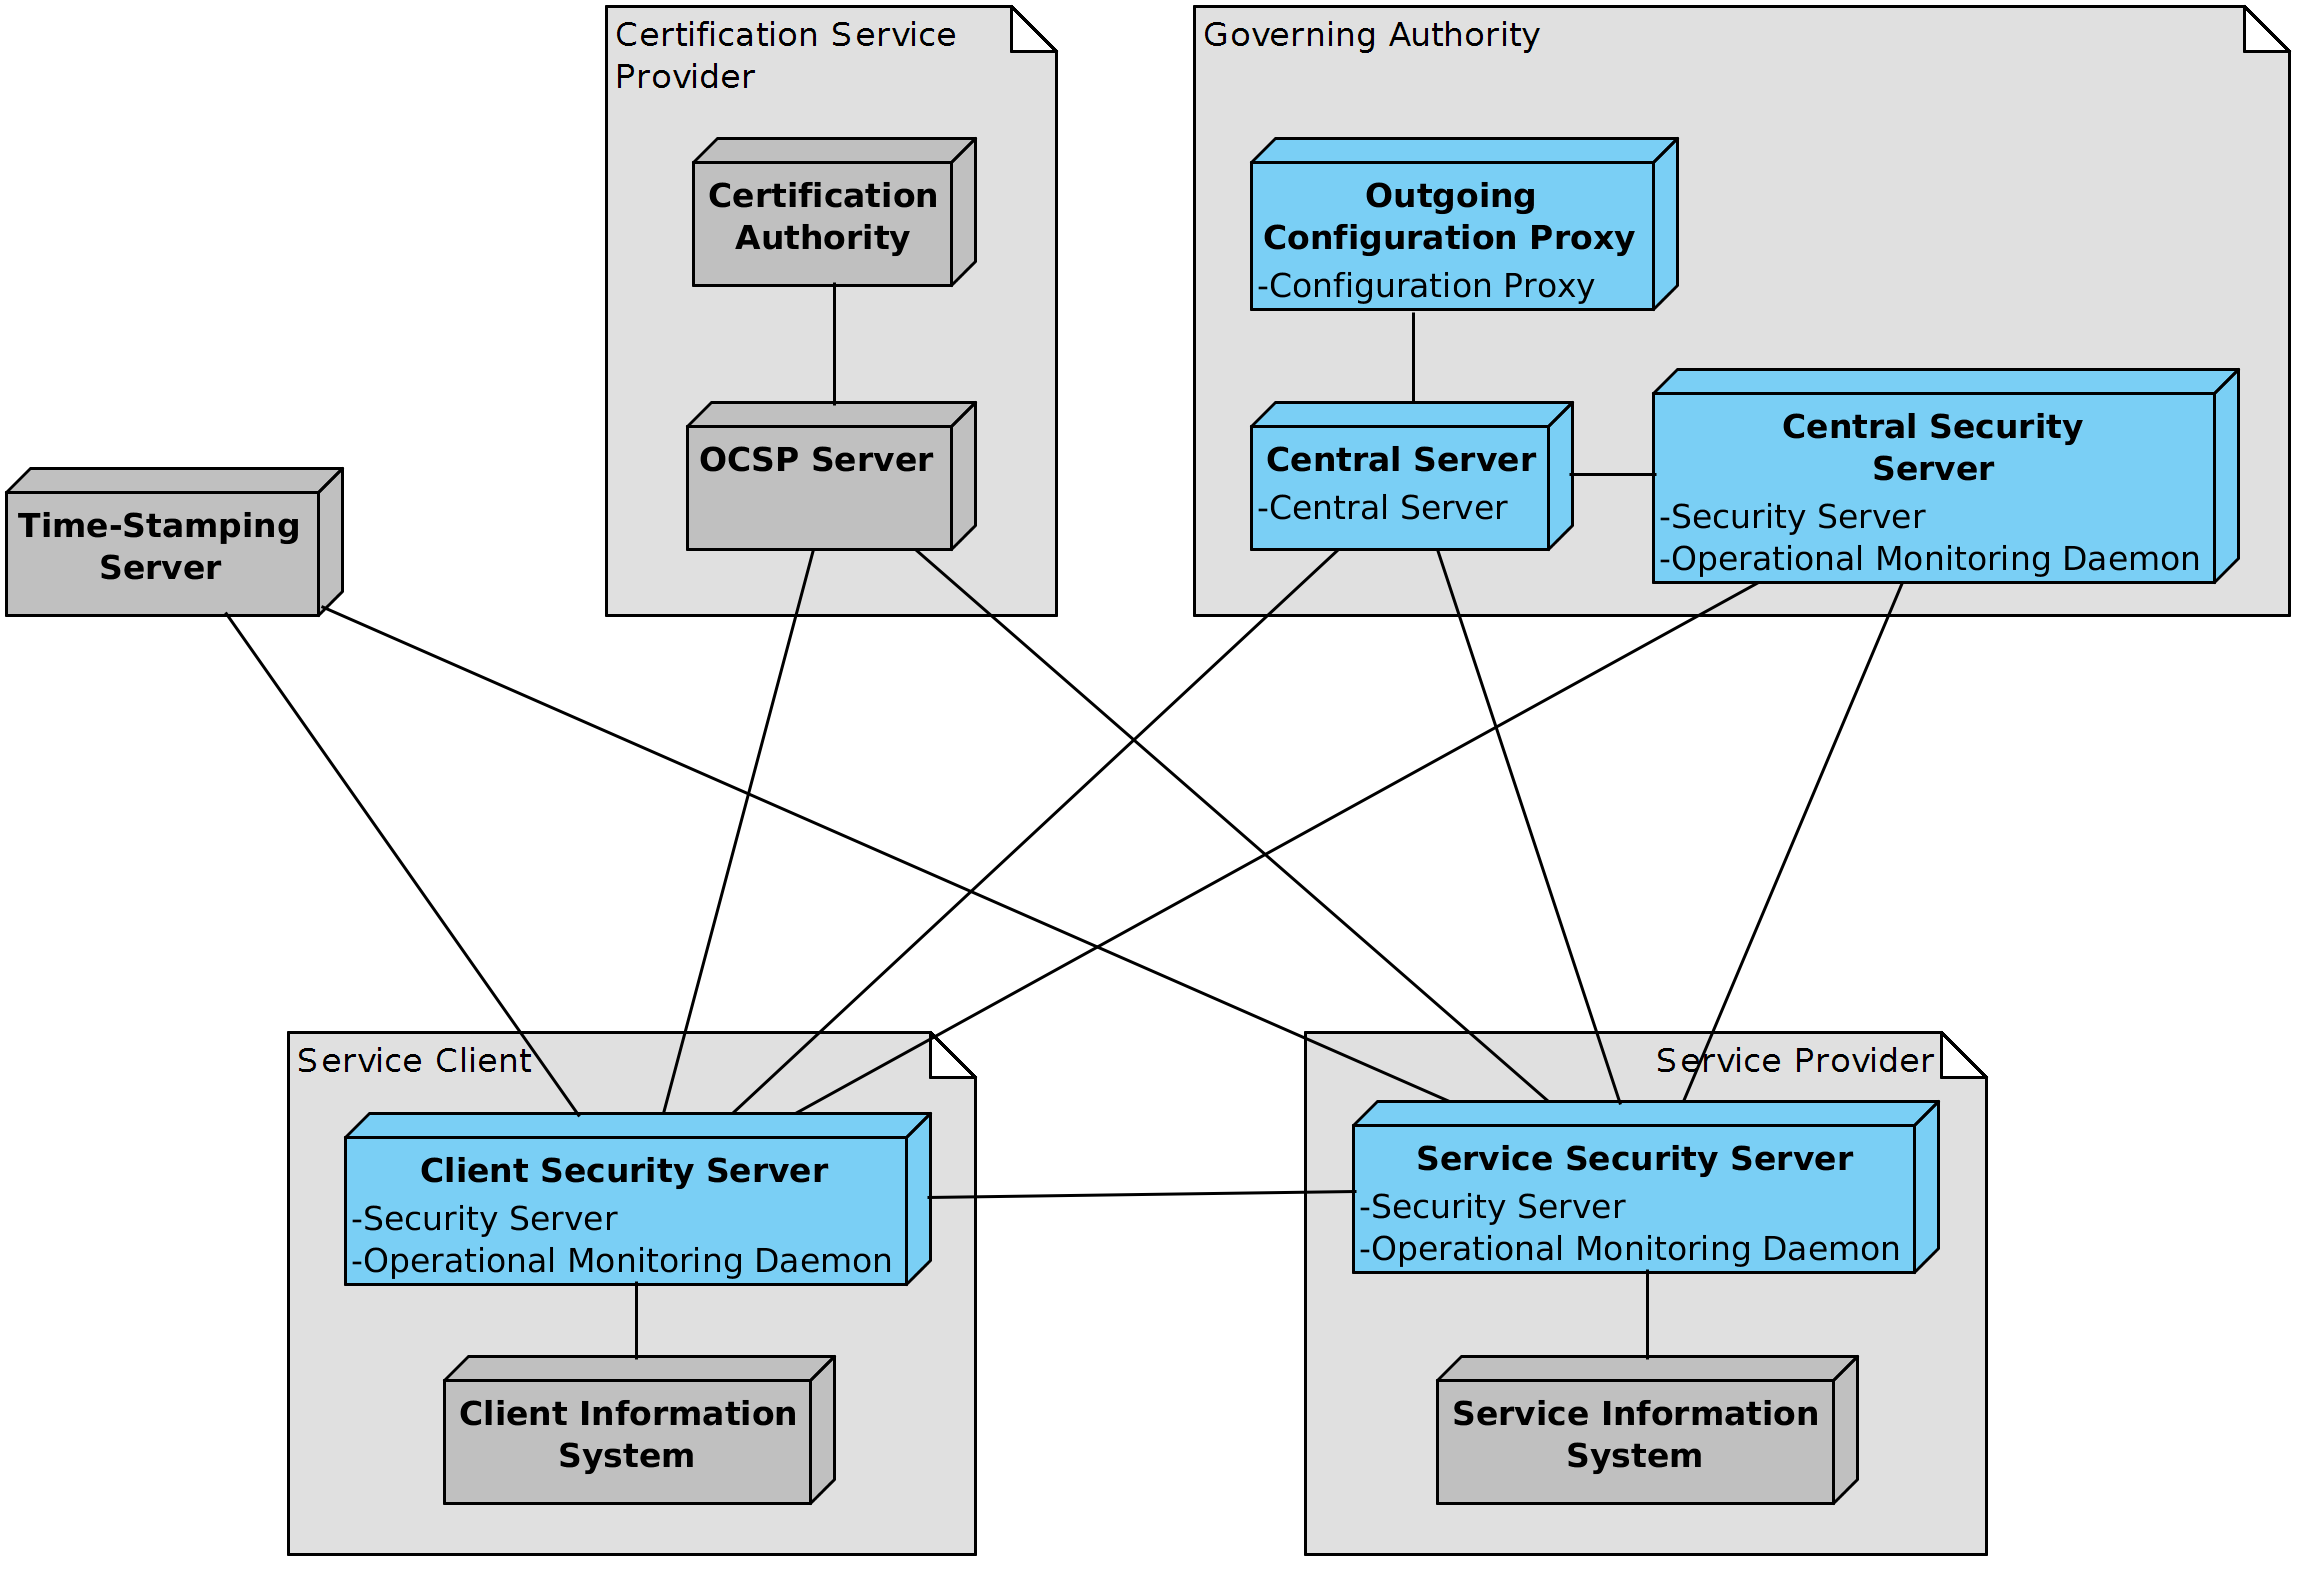 Certification Service
Provider
Certification
Authority
OCSP Server
Governing Authority
Outgoing
Configuration Proxy
-Configuration Proxy
Central Server
-Central Server
Central Security
Server
-Security Server
-Operational Monitoring Daemon
Time-Stamping
Server
Service Client
Client Security Server
-Security Server
-Operational Monitoring Daemon
Client Information
System
Service Provider
Service Security Server
-Security Server
-Operational Monitoring Daemon
Service Information
System